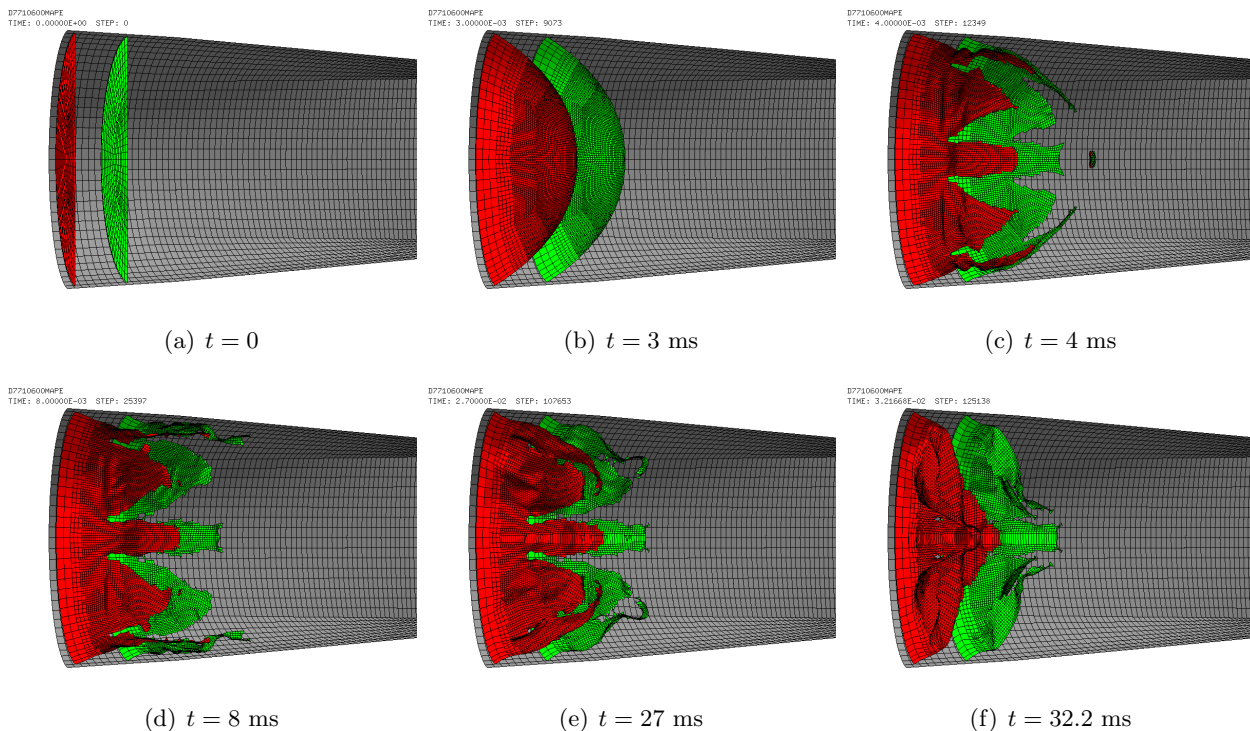 D7710600MAPE
TIME: 0.00000E+00 STEP: 0
(a) t = 0
D7710600MAPE
TIME: 3.00000E-03 STEP: 9073
(b) t = 3 ms
D7710600MAPE
TIME: 4.00000E-03 STEP: 12349
(c) t = 4 ms
D7710600MAPE
TIME: 8.00000E-03 STEP: 25397
(d) t = 8 ms
D7710600MAPE
TIME: 2.70000E-02 STEP: 107653
(e) t = 27 ms
D7710600MAPE
TIME: 3.21668E-02 STEP: 125138
(f) t = 32.2 ms